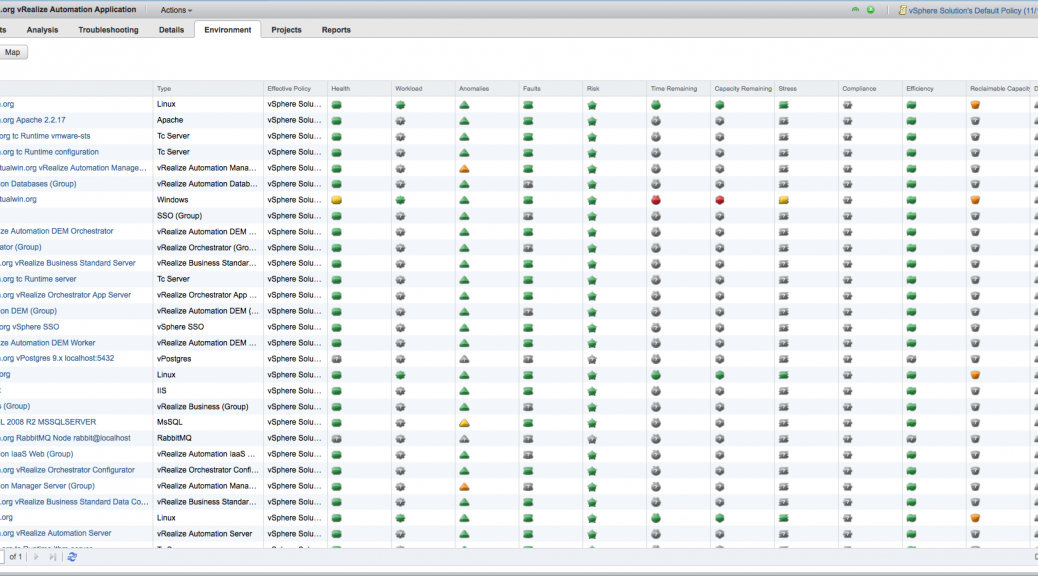 .org vRealize Automation Application Actions vSphere Solution's Default Policy (11/
Analysis Troubleshooting Details Environment Projects Reports
Map
Type Effective Policy Health Workload Anomalies Faults Risk Time Remaining Capacity Remaining Stress Compliance Efficiency Reclaimable Capacity
.org Linux vSphere Solu...
.org Apache 2.2.17 Apache vSphere Solu...
org tc Runtime vmware-sts Tc Server vSphere Solu...
.org tc Runtime configuration Tc Server vSphere Solu...
tualwin.org vRealize Automation Manage... vRealize Automation Mana... vSphere Solu...
on Databases (Group) vRealize Automation Datab... vSphere Solu...
tualwin.org Windows vSphere Solu...
SSO (Group) vSphere Solu...
ze Automation DEM Orchestrator vRealize Automation DEM ... vSphere Solu...
ator (Group) vRealize Orchestrator (Gro... vSphere Solu...
.org vRealize Business Standard Server vRealize Business Standar... vSphere Solu...
.org tc Runtime server Tc Server vSphere Solu...
.org vRealize Orchestrator App Server vRealize Orchestrator App ... vSphere Solu...
on DEM (Group) vRealize Automation DEM (... vSphere Solu...
org vSphere SSO vSphere SSO vSphere Solu...
ze Automation DEM Worker vRealize Automation DEM ... vSphere Solu...
.org vPostgres 9.x localhost:5432 vPostgres vSphere Solu...
org Linux vSphere Solu...
IIS vSphere Solu...
s (Group) vRealize Business (Group) vSphere Solu...
L 2008 R2 MSSQLSERVER MsSQL vSphere Solu...
.org RabbitMQ Node rabbit@localhost RabbitMQ vSphere Solu...
on IaaS Web (Group) vRealize Automation IaaS ... vSphere Solu...
.org vRealize Orchestrator Configurator vRealize Orchestrator Confi... vSphere Solu...
on Manager Server (Group) vRealize Automation Mana... vSphere Solu...
.org vRealize Business Standard Data Co... vRealize Business Standar... vSphere Solu...
.org Linux vSphere Solu...
.org vRealize Automation Server vRealize Automation Server vSphere Solu...
of 1